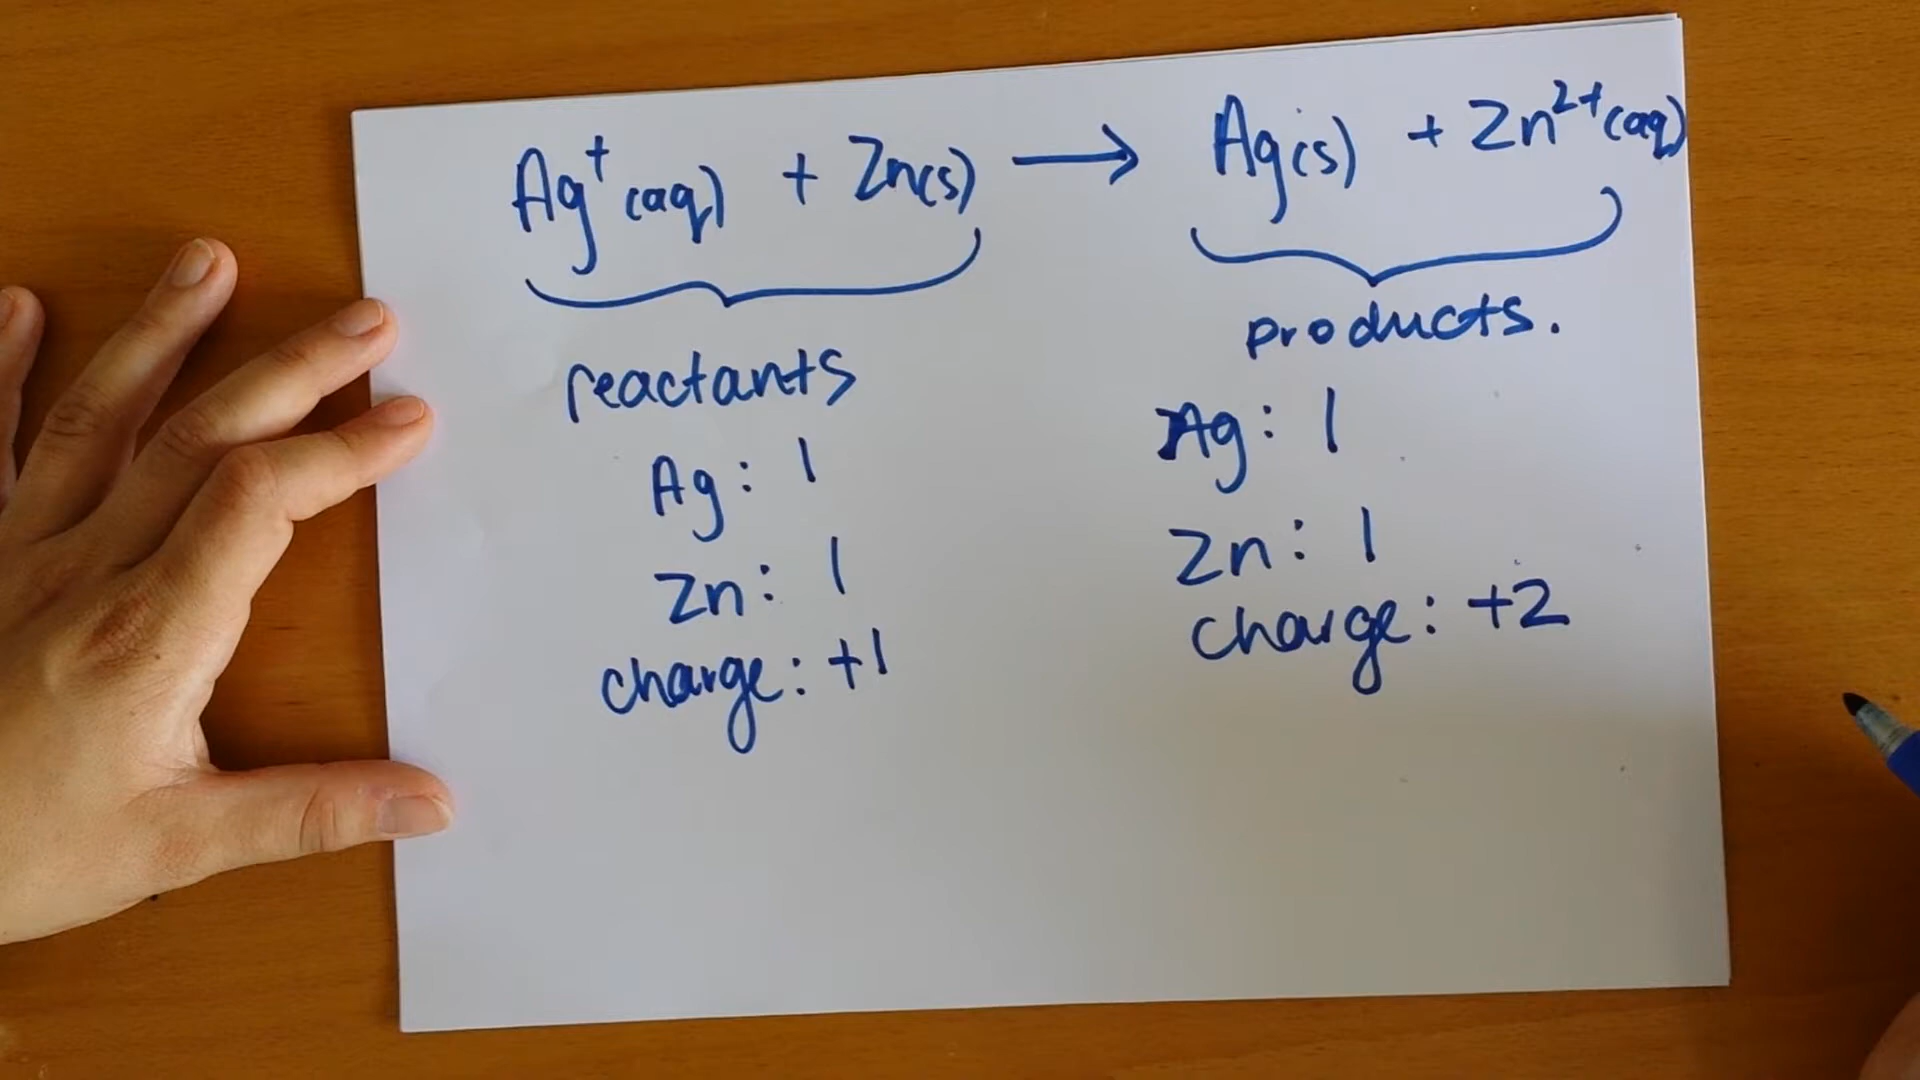 Ag⁺(aq) + Zn(s) → Ag(s) + Zn²⁺(aq)
reactants
Ag: 1
Zn: 1
charge: +1
products.
Ag: 1
Zn: 1
charge: +2